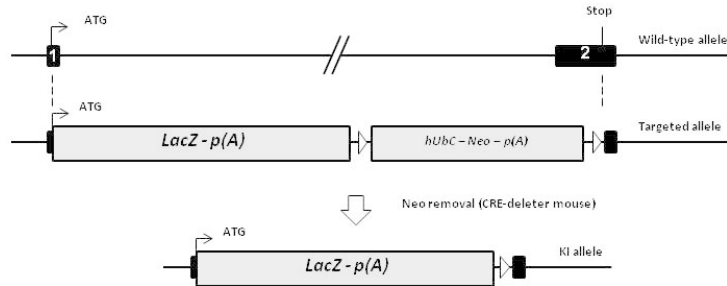 Stop
ATG
1
2
Wild-type allele
ATG
LacZ - p(A)
hUbC – Neo – p(A)
Targeted allele
Neo removal (CRE-deleter mouse)
ATG
LacZ - p(A)
KI allele